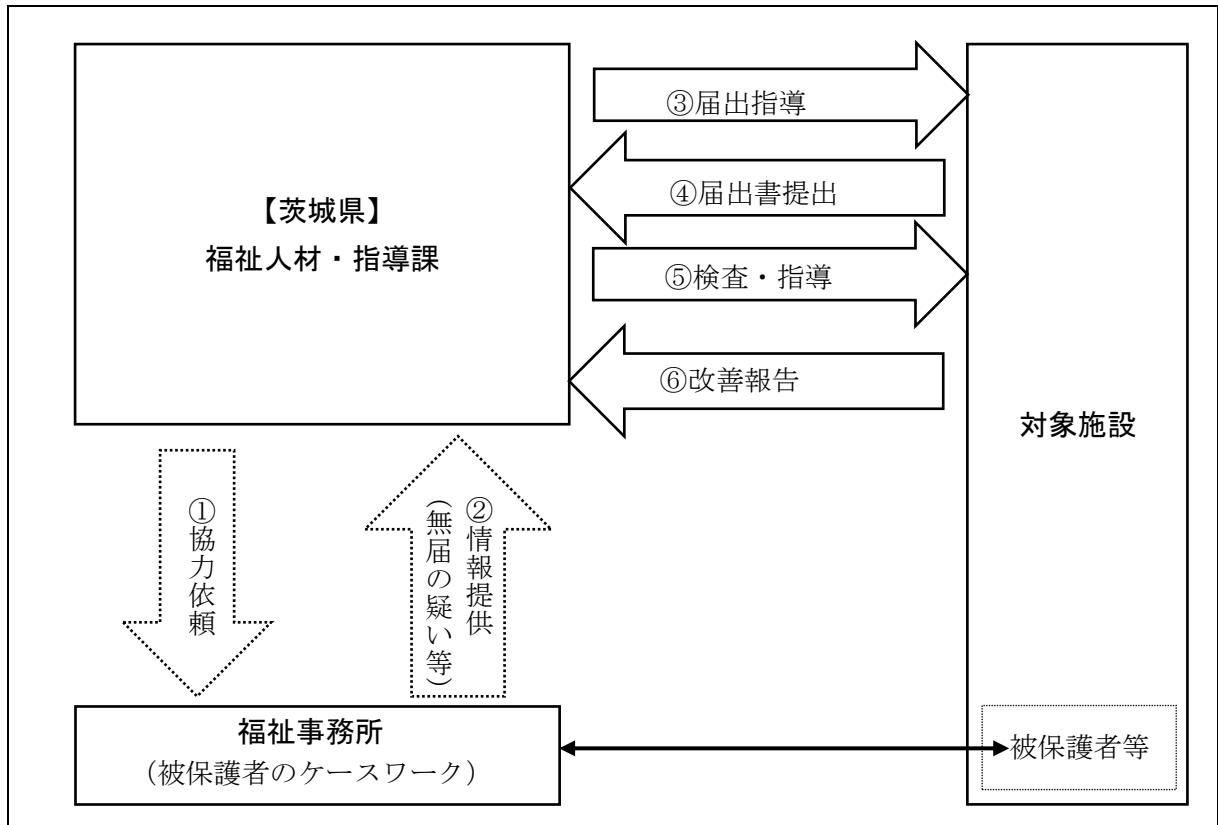 【茨城県】
福祉人材・指導課
③届出指導
④届出書提出
⑤検査・指導
⑥改善報告
対象施設
①協力依頼
②情報提供
（無届の疑い等）
福祉事務所
（被保護者のケースワーク）
被保護者等